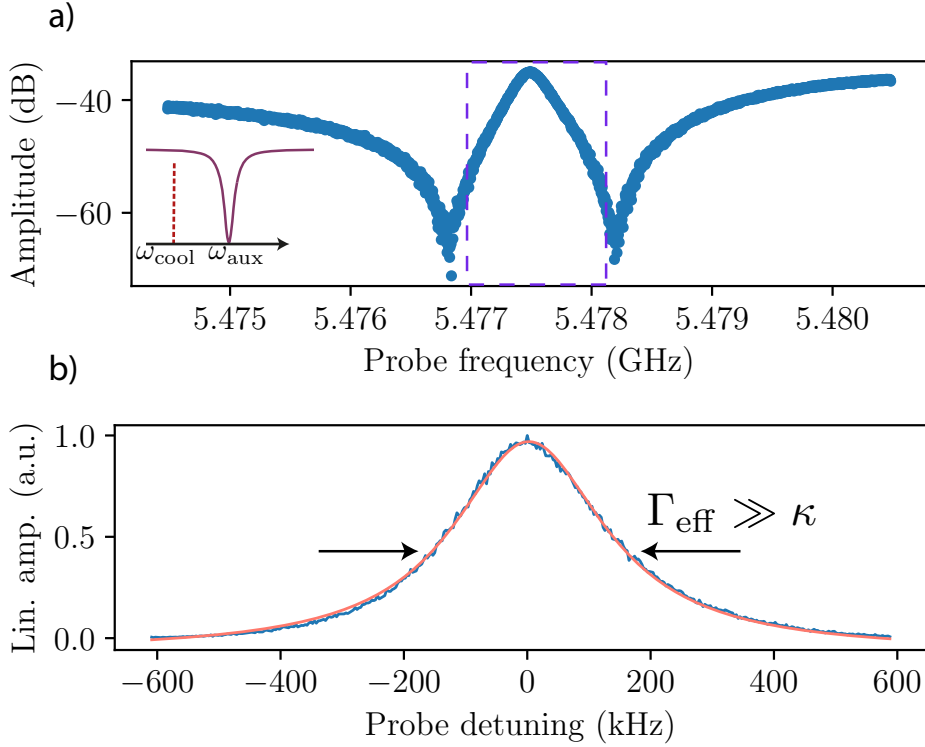 a)
Amplitude (dB)
−40
−60
ω_cool
ω_aux
5.475 5.476 5.477 5.478 5.479 5.480
Probe frequency (GHz)
b)
Lin. amp. (a.u.)
1.0
0.5
0.0
Γ_eff ≫ κ
−600 −400 −200 0 200 400 600
Probe detuning (kHz)